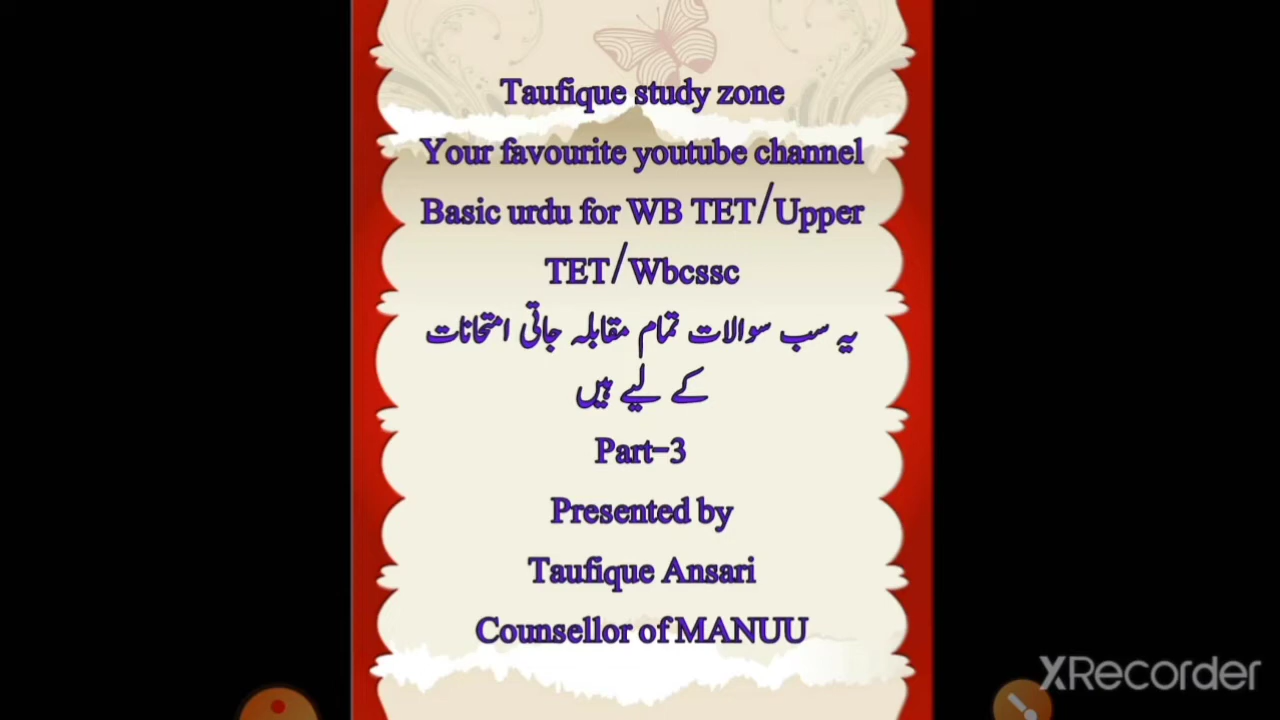 Taufique study zone
Your favourite youtube channel
Basic urdu for WB TET/Upper
TET/Wbcssc
یہ سب سوالات تمام مقابلہ جاتی امتحانات
کے لیے ہیں
Part-3
Presented by
Taufique Ansari
Counsellor of MANUU
XRecorder